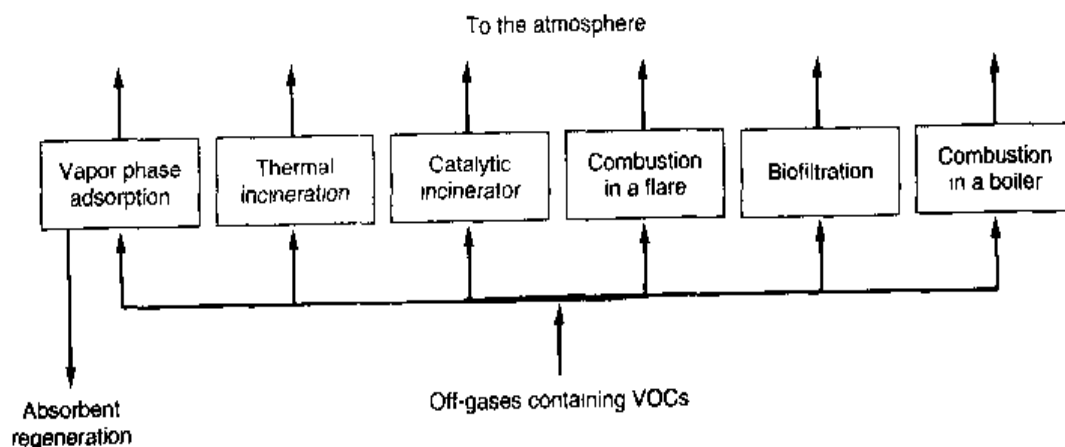 To the atmosphere
Vapor phase
adsorption
Thermal
incineration
Catalytic
incinerator
Combustion
in a flare
Biofiltration
Combustion
in a boiler
Off-gases containing VOCs
Absorbent
regeneration